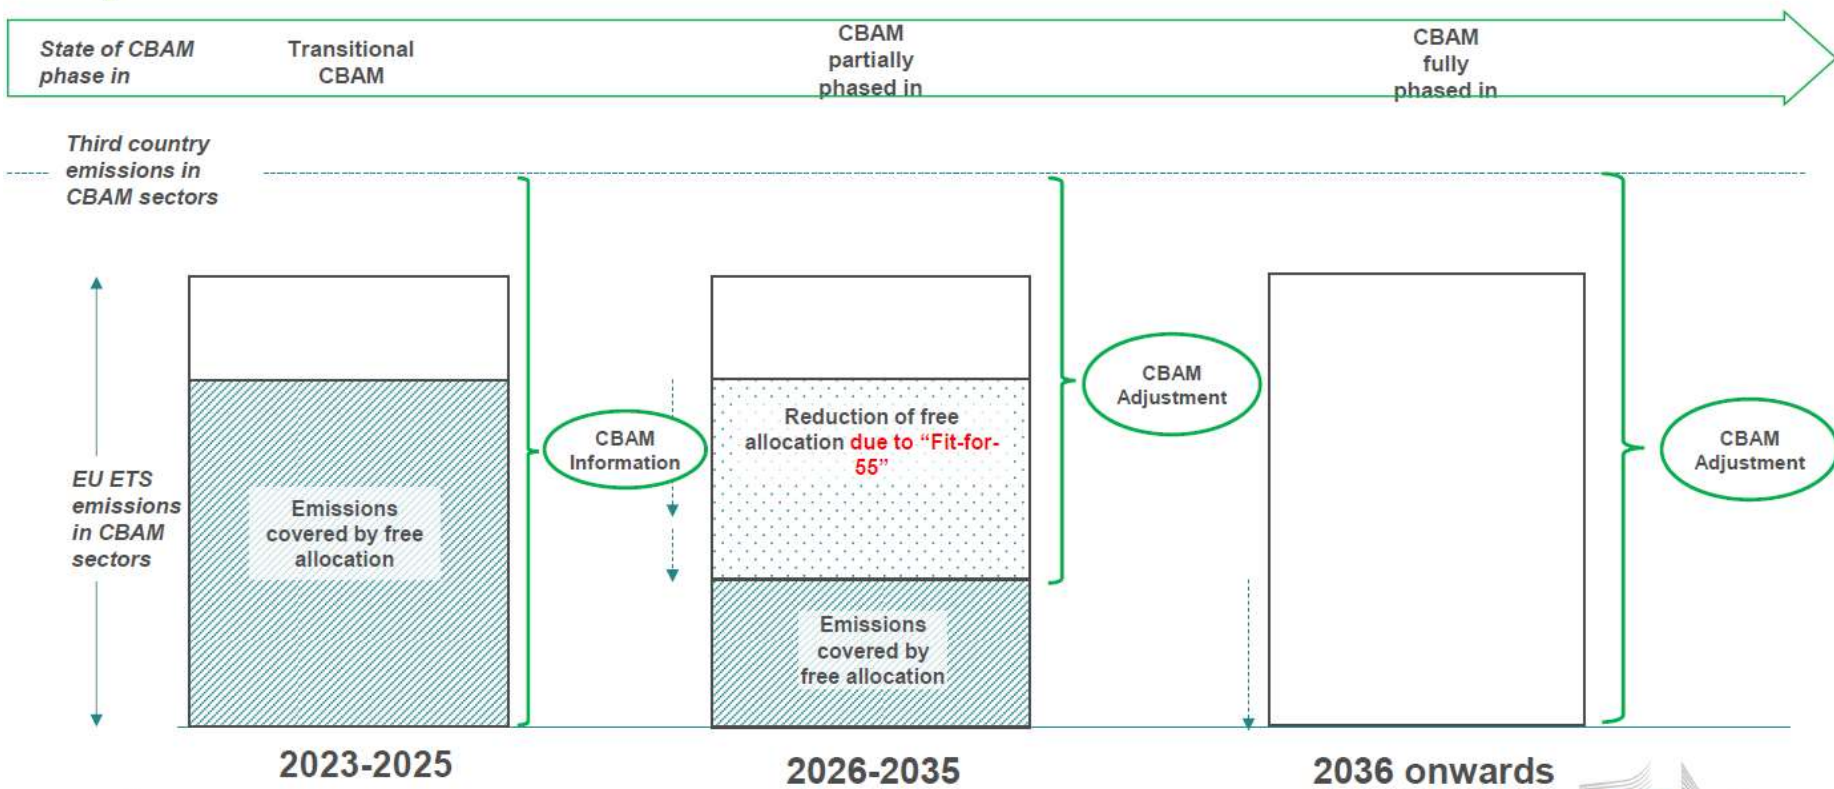 State of CBAM
phase in
Transitional
CBAM
CBAM
partially
phased in
CBAM
fully
phased in
Third country
emissions in
CBAM sectors
EU ETS
emissions
in CBAM
sectors
Emissions
covered by free
allocation
CBAM
Information
Reduction of free
allocation due to “Fit-for-
55”
Emissions
covered by
free allocation
CBAM
Adjustment
CBAM
Adjustment
2023-2025
2026-2035
2036 onwards